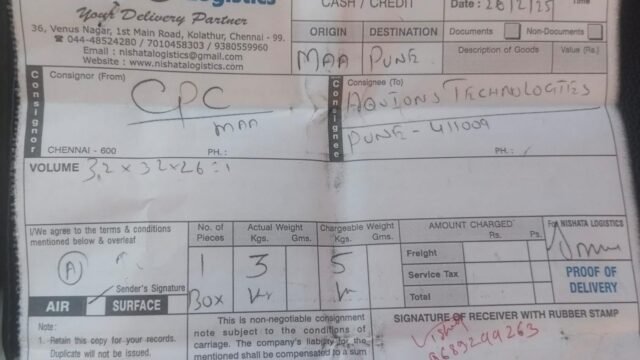 Logistics
Your Delivery Partner
36, Venus Nagar, 1st Main Road, Kolathur, Chennai - 99.
☎ 044-48524280 / 7010458303 / 9380559960
Email : nishatalogistics@gmail.com
Website : www.nishatalogistics.com
CASH / CREDIT
Date : 26/12/25
ORIGIN DESTINATION
MAA PUNE
Documents Non-Documents
Description of Goods Value (Rs.)
Consignor
Consignor (From)
CPC
MAA
CHENNAI - 600 PH.:
Consignee
Consignee (To)
TECHNOLOGIES
PUNE - 411009
PH.:
VOLUME 32 x 32 x 26 = 1
I/We agree to the terms & conditions
mentioned below & overleaf
A
Sender's Signature
AIR SURFACE
No. of Pieces Actual Weight Kgs. Gms. Chargeable Weight Kgs. Gms.
1 3 5
BOX
AMOUNT CHARGED
Rs. Ps.
Freight
Service Tax
Total
For NISHATA LOGISTICS
PROOF OF
DELIVERY
Note :
1. Retain this copy for your records.
Duplicate will not be issued.
This is non-negotiable consignment
note subject to the conditions of
carriage. The company's liability for the
mentioned shall be compensated to a sum
SIGNATURE OF RECEIVER WITH RUBBER STAMP
9689299263